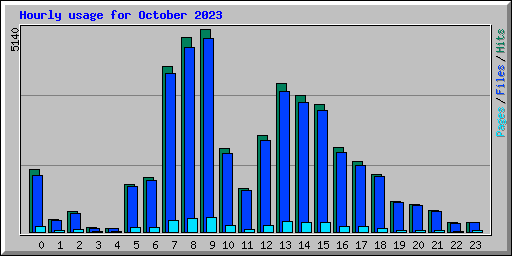 Hourly usage for October 2023
5140
Pages/Files/Hits
0 1 2 3 4 5 6 7 8 9 10 11 12 13 14 15 16 17 18 19 20 21 22 23